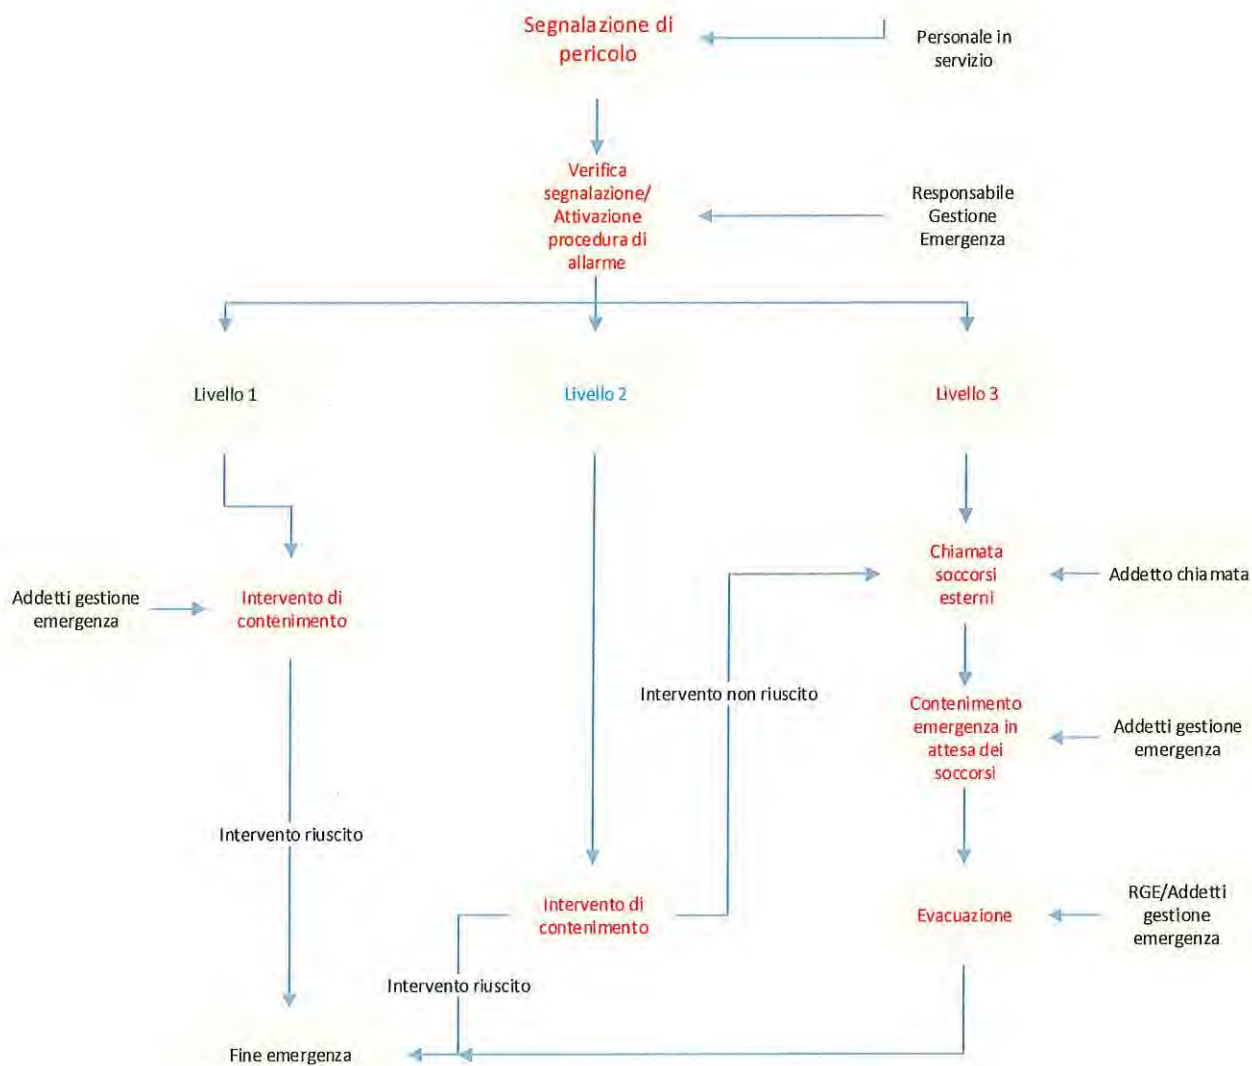 Segnalazione di
pericolo
Personale in
servizio
Verifica
segnalazione/
Attivazione
procedura di
allarme
Responsabile
Gestione
Emergenza
Livello 1
Livello 2
Livello 3
Chiamata
soccorsi
esterni
Addetto chiamata
Addetti gestione
emergenza
Intervento di
contenimento
Intervento non riuscito
Contenimento
emergenza in
attesa dei
soccorsi
Addetti gestione
emergenza
Intervento riuscito
Intervento di
contenimento
Evacuazione
RGE/Addetti
gestione
emergenza
Intervento riuscito
Fine emergenza